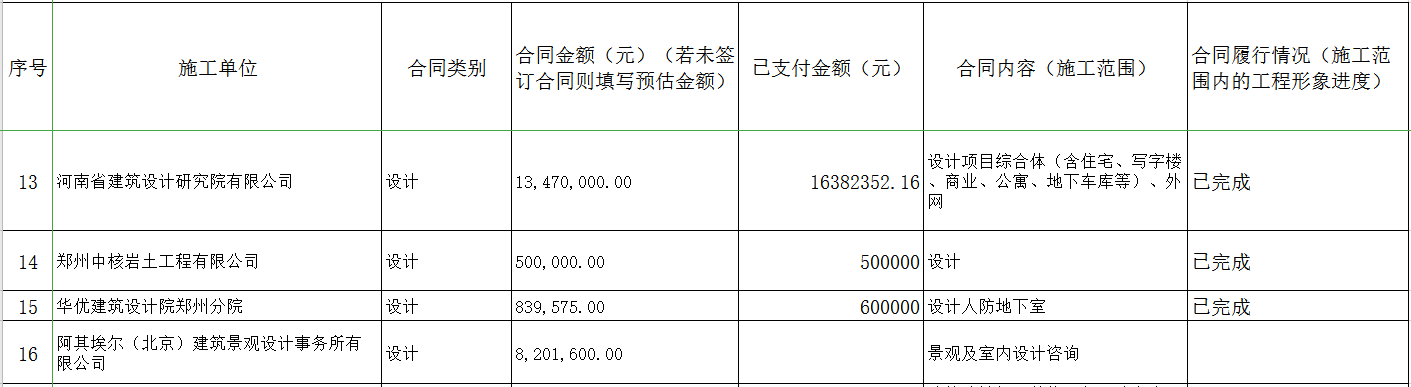 序号 施工单位 合同类别 合同金额（元）（若未签订合同则填写预估金额） 已支付金额（元） 合同内容（施工范围） 合同履行情况（施工范围内的工程形象进度）
13 河南省建筑设计研究院有限公司 设计 13,470,000.00 16382352.16 设计项目综合体（含住宅、写字楼、商业、公寓、地下车库等）、外网 已完成
14 郑州中核岩土工程有限公司 设计 500,000.00 500000 设计 已完成
15 华优建筑设计院郑州分院 设计 839,575.00 600000 设计人防地下室 已完成
16 阿其埃尔（北京）建筑景观设计事务所有限公司 设计 8,201,600.00 景观及室内设计咨询